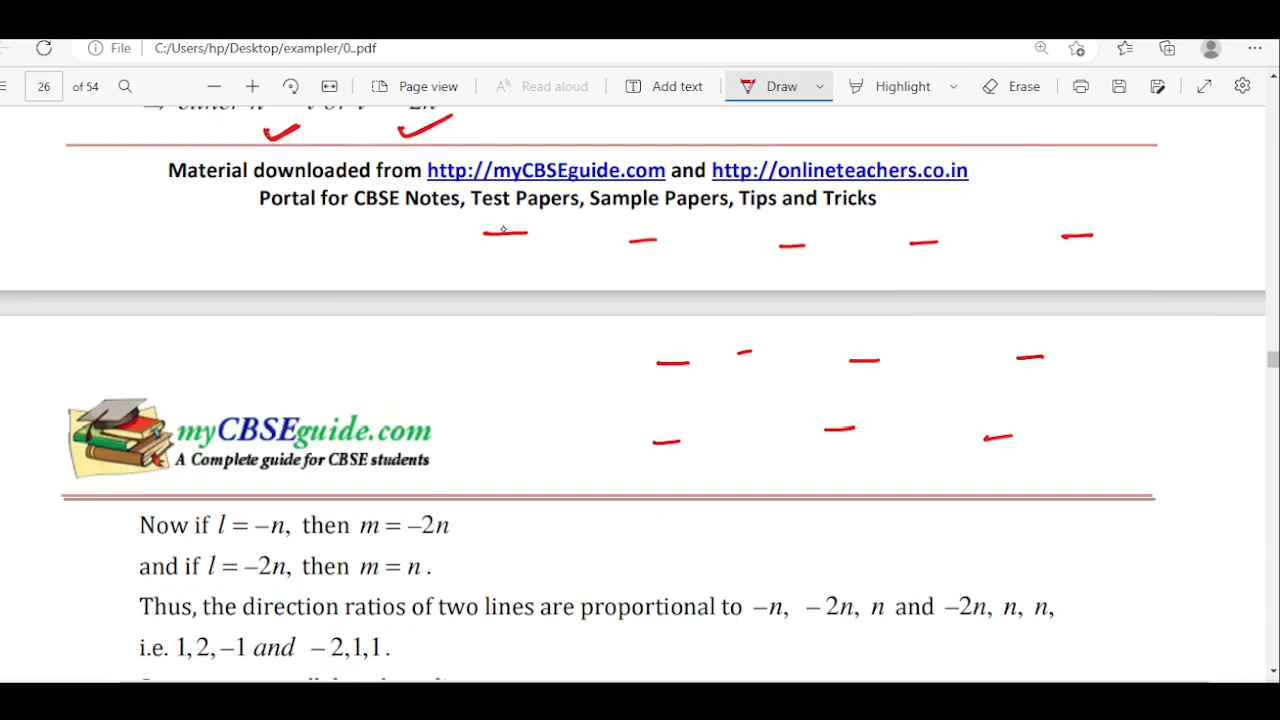 File C:/Users/hp/Desktop/exampler/0..pdf
26 of 54 Page view Read aloud Add text Draw Highlight Erase
Material downloaded from http://myCBSEguide.com and http://onlineteachers.co.in
Portal for CBSE Notes, Test Papers, Sample Papers, Tips and Tricks
myCBSEguide.com
A Complete guide for CBSE students
Now if l = –n, then m = –2n
and if l = –2n, then m = n .
Thus, the direction ratios of two lines are proportional to –n, – 2n, n and –2n, n, n,
i.e. 1, 2, –1 and – 2,1,1.